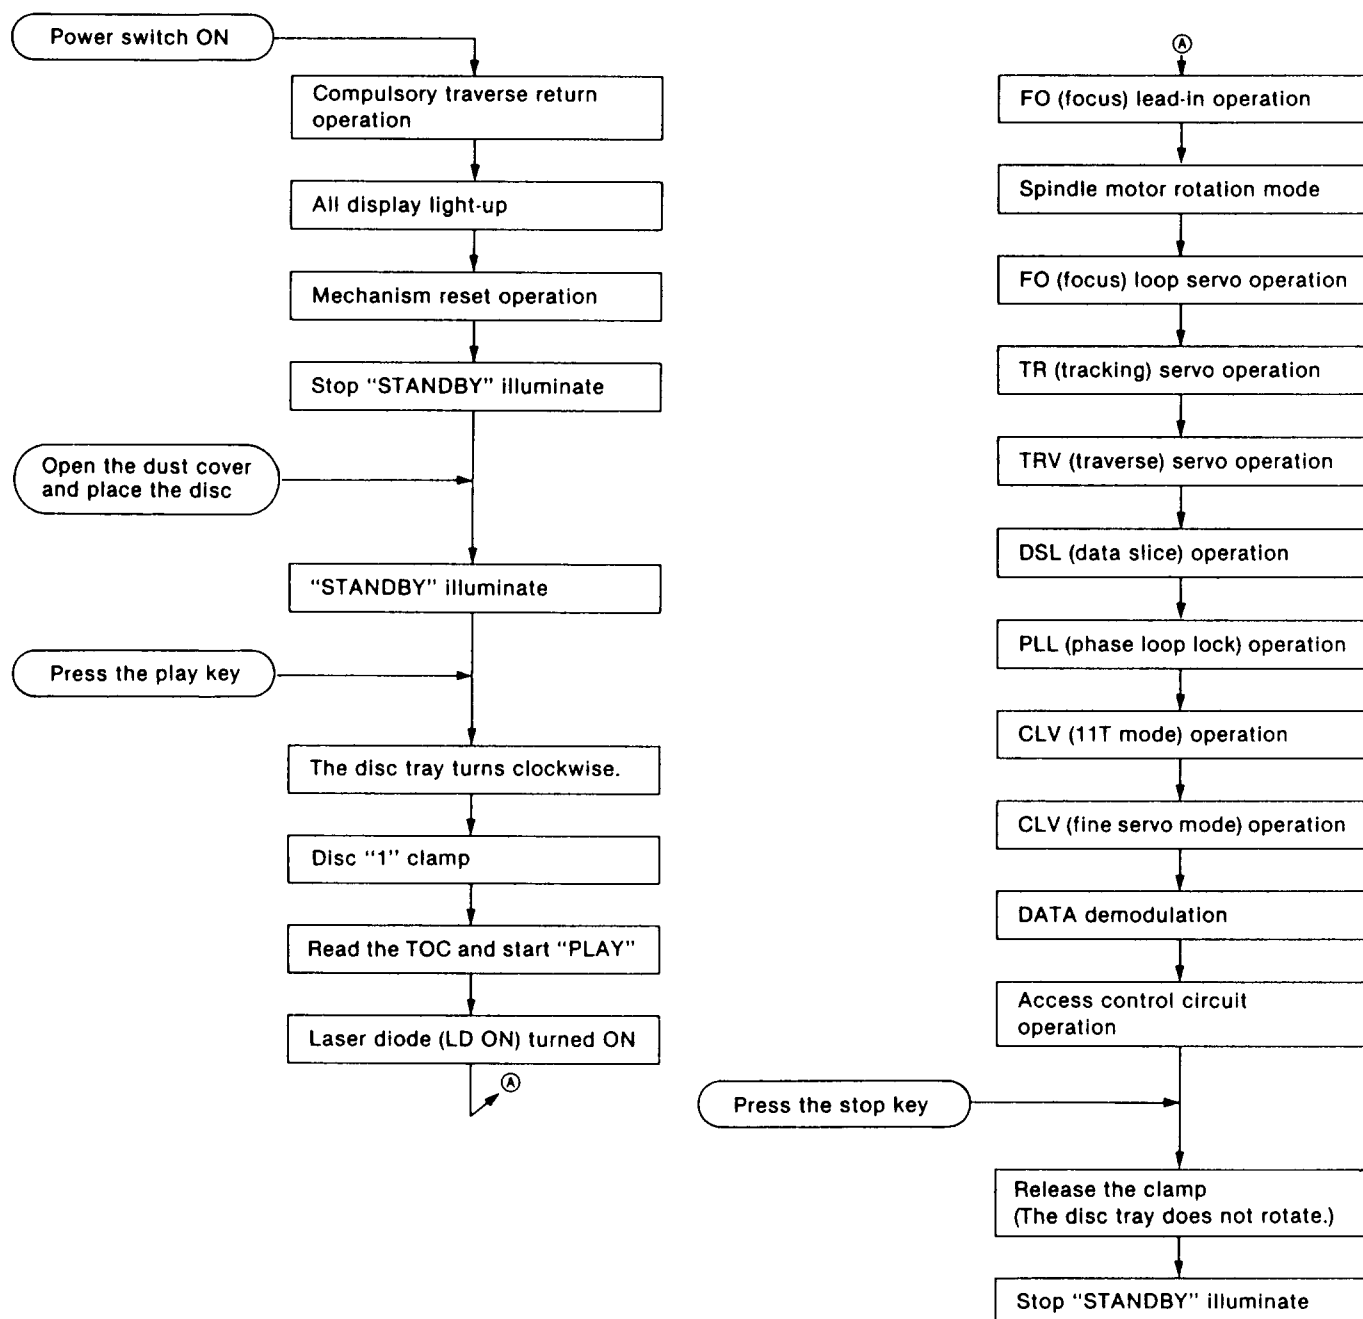 Power switch ON
Compulsory traverse return
operation
All display light-up
Mechanism reset operation
Stop “STANDBY” illuminate
Open the dust cover
and place the disc
“STANDBY” illuminate
Press the play key
The disc tray turns clockwise.
Disc “1” clamp
Read the TOC and start “PLAY”
Laser diode (LD ON) turned ON
Ⓐ
Ⓐ
FO (focus) lead-in operation
Spindle motor rotation mode
FO (focus) loop servo operation
TR (tracking) servo operation
TRV (traverse) servo operation
DSL (data slice) operation
PLL (phase loop lock) operation
CLV (11T mode) operation
CLV (fine servo mode) operation
DATA demodulation
Access control circuit
operation
Press the stop key
Release the clamp
(The disc tray does not rotate.)
Stop “STANDBY” illuminate